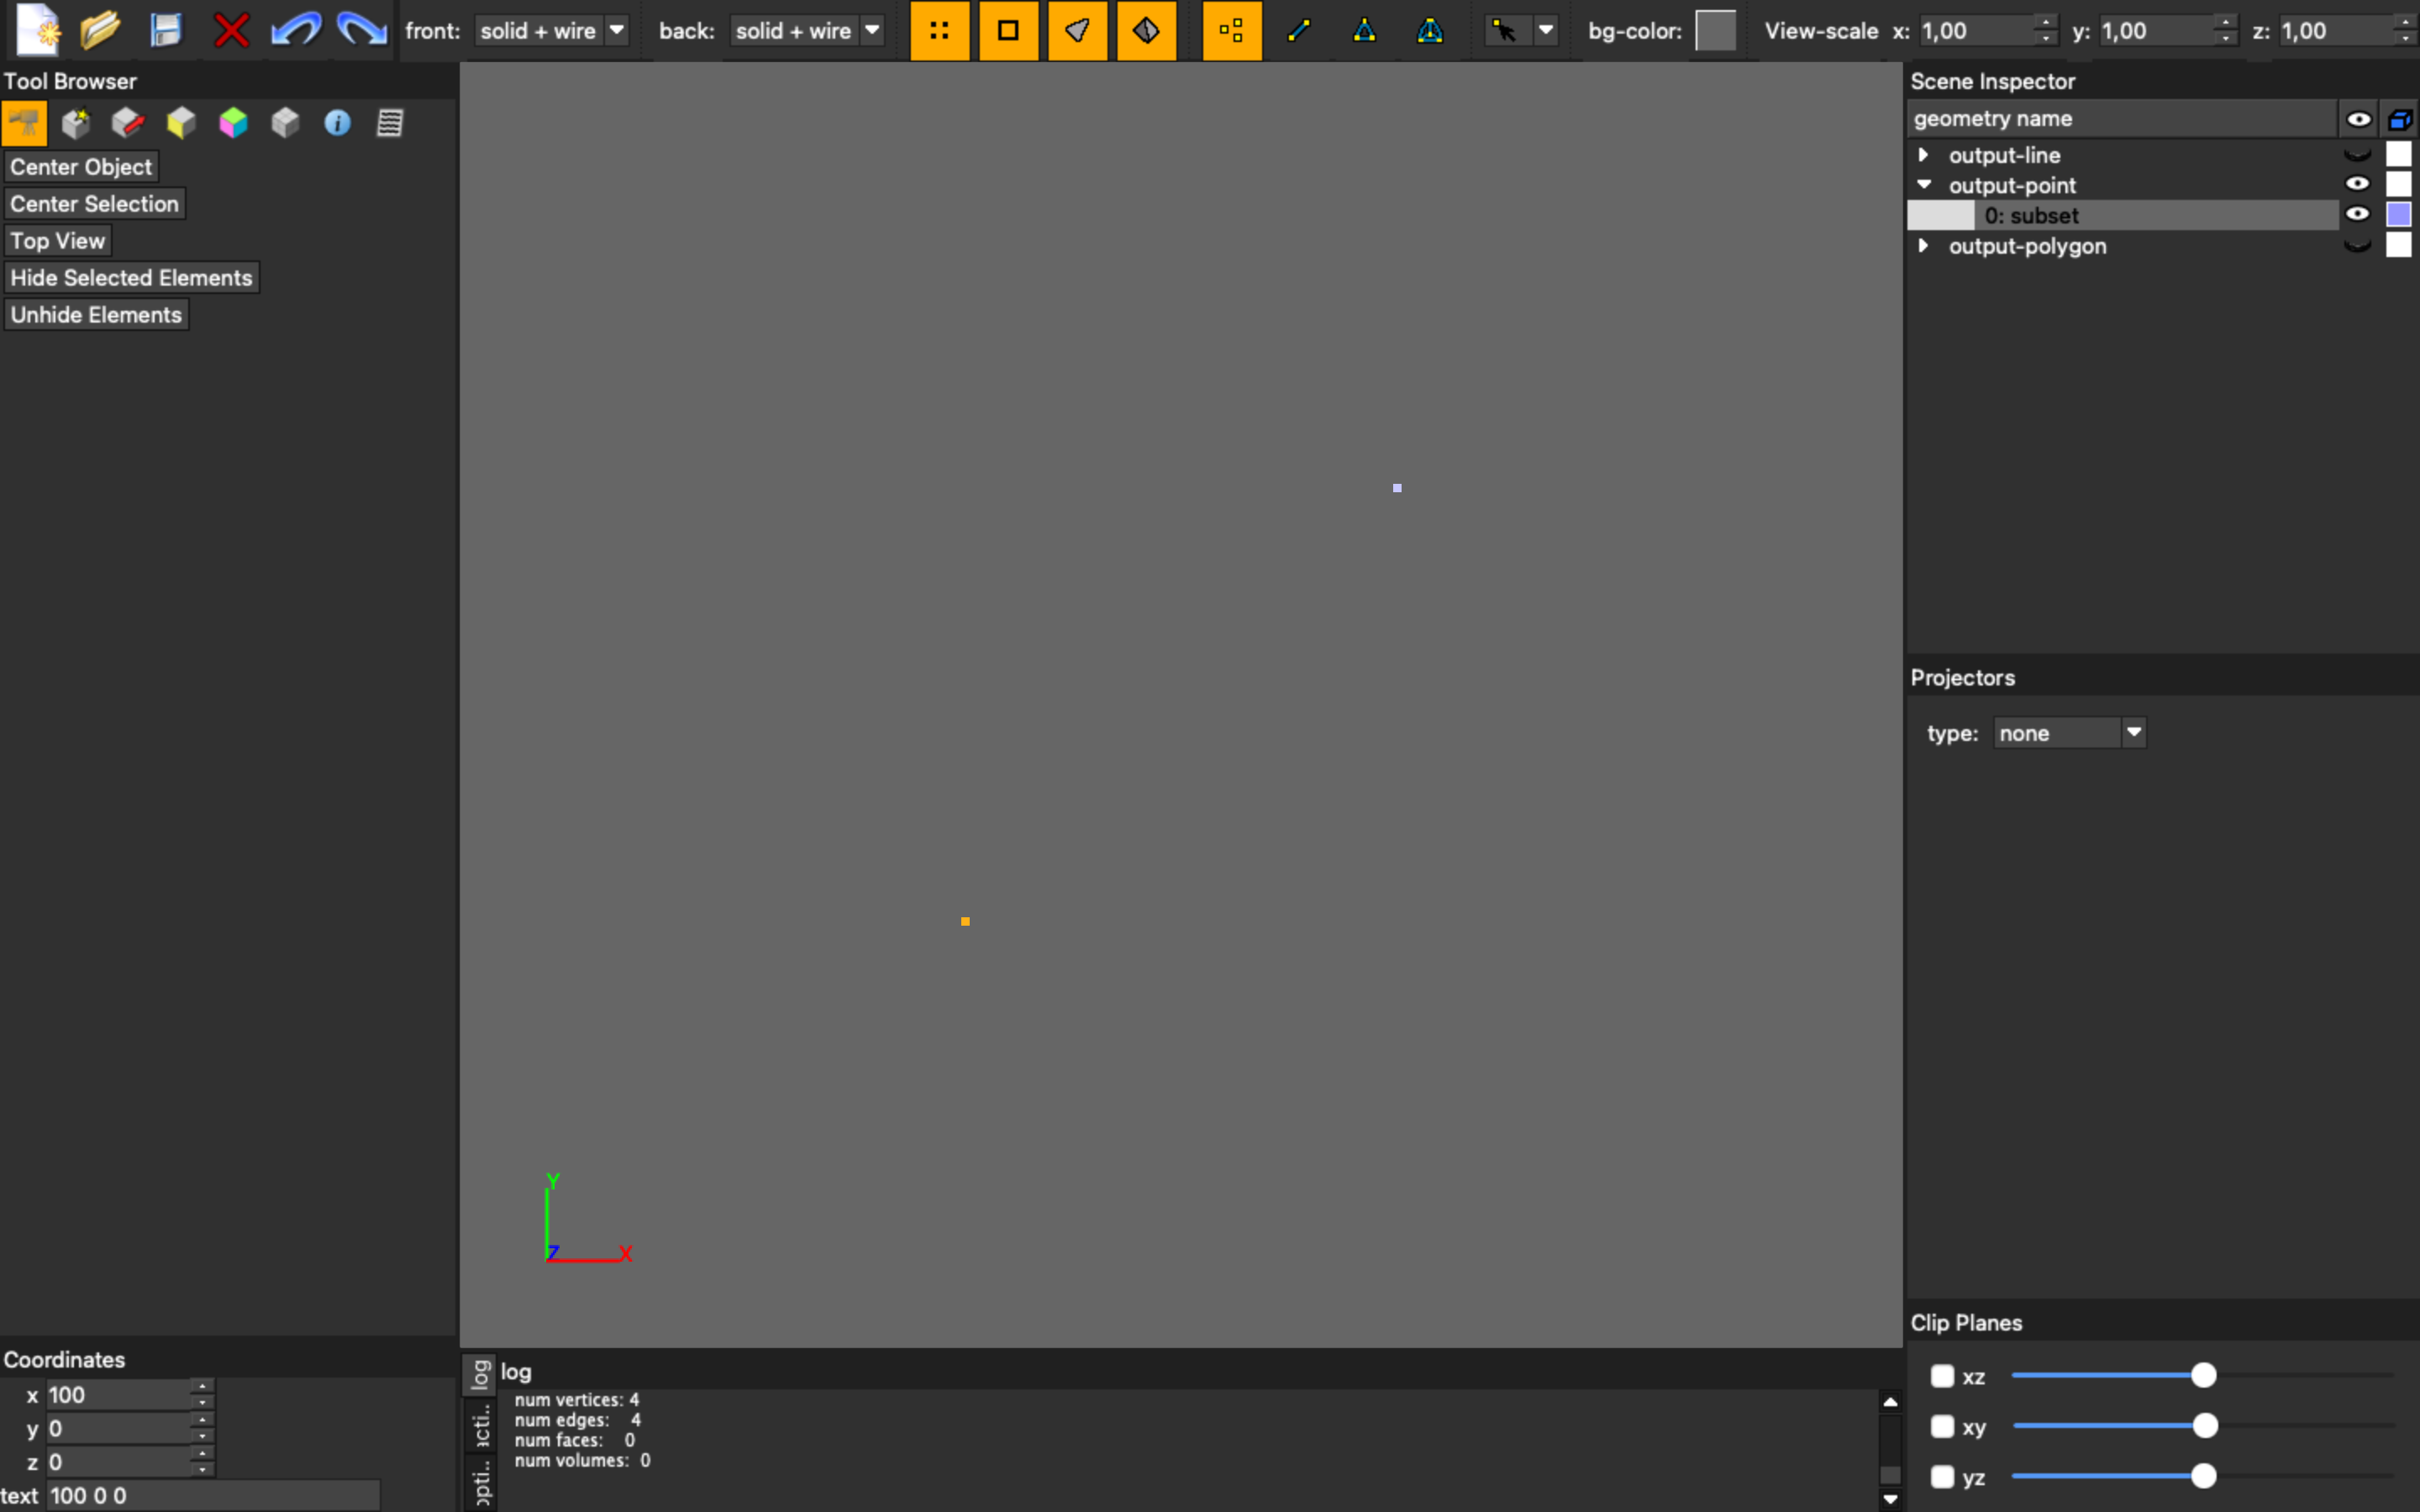 front: solid + wire back: solid + wire bg-color: View-scale x: 1,00 y: 1,00 z: 1,00
Tool Browser
Center Object
Center Selection
Top View
Hide Selected Elements
Unhide Elements
Scene Inspector
geometry name
output-line
output-point
0: subset
output-polygon
Projectors
type: none
Y
Z X
Clip Planes
xz
xy
yz
Coordinates
x 100
y 0
z 0
text 100 0 0
log
acti..
opti..
log
num vertices: 4
num edges: 4
num faces: 0
num volumes: 0